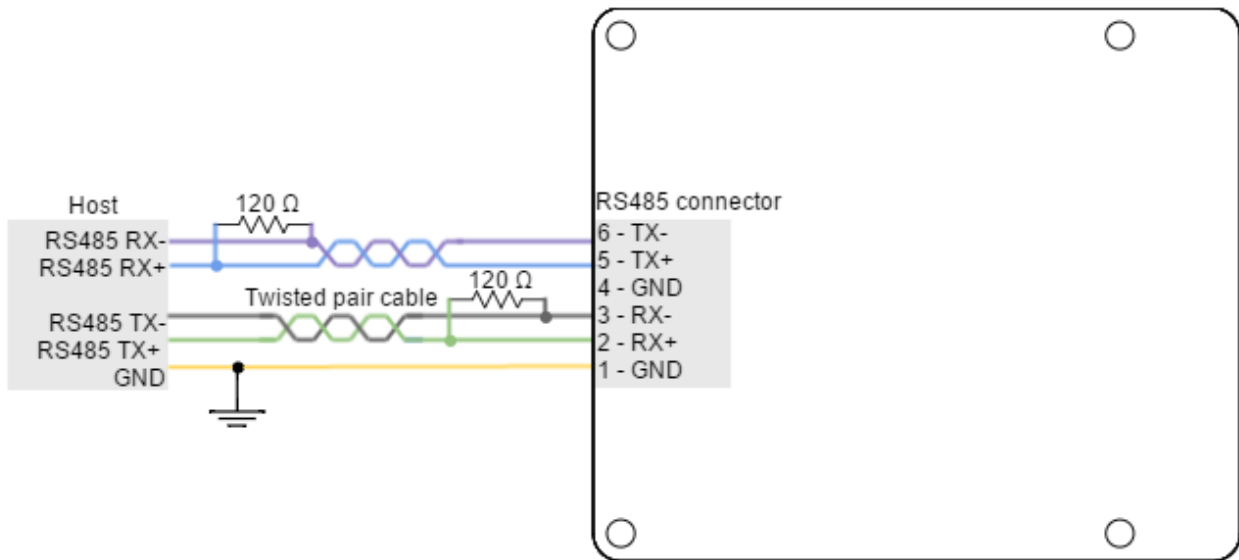 Host
120 Ω
RS485 RX-
RS485 RX+
Twisted pair cable
120 Ω
RS485 TX-
RS485 TX+
GND
RS485 connector
6 - TX-
5 - TX+
4 - GND
3 - RX-
2 - RX+
1 - GND